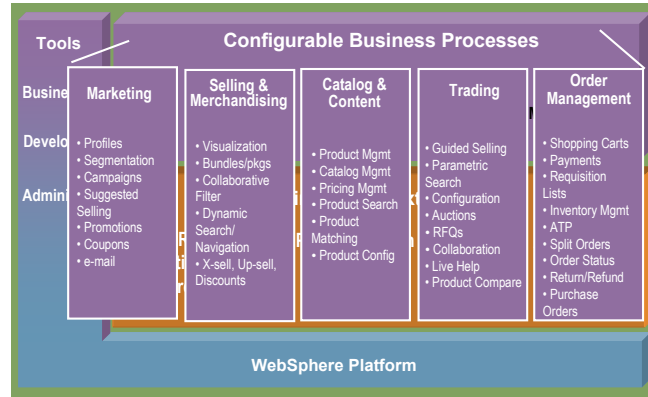 Tools
Configurable Business Processes
Marketing
• Profiles
• Segmentation
• Campaigns
• Suggested
Selling
• Promotions
• Coupons
• e-mail
Selling &
Merchandising
• Visualization
• Bundles/pkgs
• Collaborative
Filter
• Dynamic
Search/
Navigation
• X-sell, Up-sell,
Discounts
Catalog &
Content
• Product Mgmt
• Catalog Mgmt
• Pricing Mgmt
• Product Search
• Product
Matching
• Product Config
Trading
• Guided Selling
• Parametric
Search
• Configuration
• Auctions
• RFQs
• Collaboration
• Live Help
• Product Compare
Order
Management
• Shopping Carts
• Payments
• Requisition
Lists
• Inventory Mgmt
• ATP
• Split Orders
• Order Status
• Return/Refund
• Purchase
Orders
WebSphere Platform